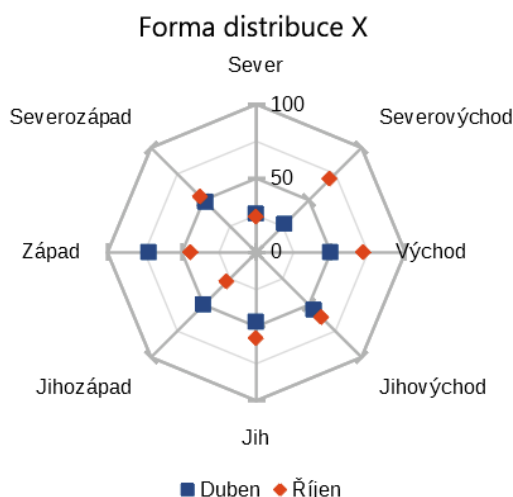 Forma distribuce X
Sever
100
Severozápad
Severovýchod
50
Západ
0
Východ
Jihozápad
Jihovýchod
Jih
Duben
Říjen